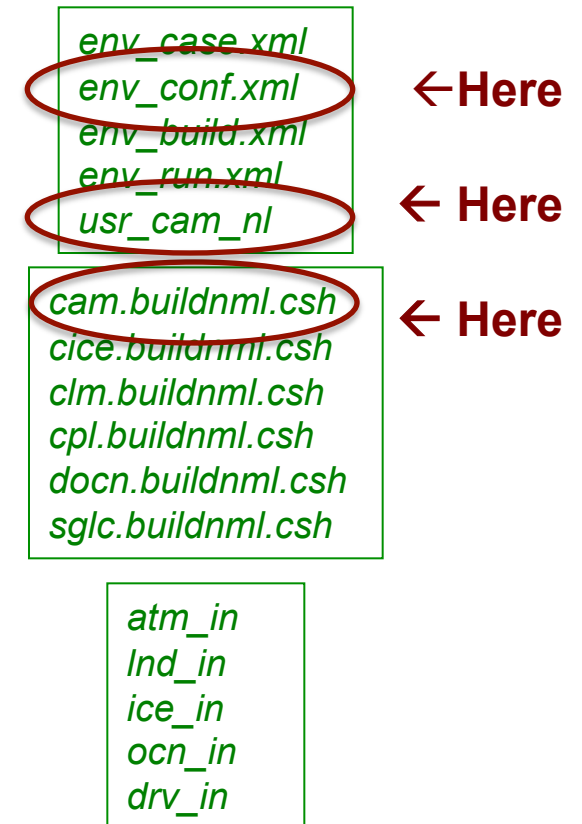 env_case.xml
env_conf.xml ←Here
env_build.xml
env_run.xml
usr_cam_nl ← Here
cam.buildnml.csh ← Here
cice.buildnml.csh
clm.buildnml.csh
cpl.buildnml.csh
docn.buildnml.csh
sglc.buildnml.csh
atm_in
lnd_in
ice_in
ocn_in
drv_in